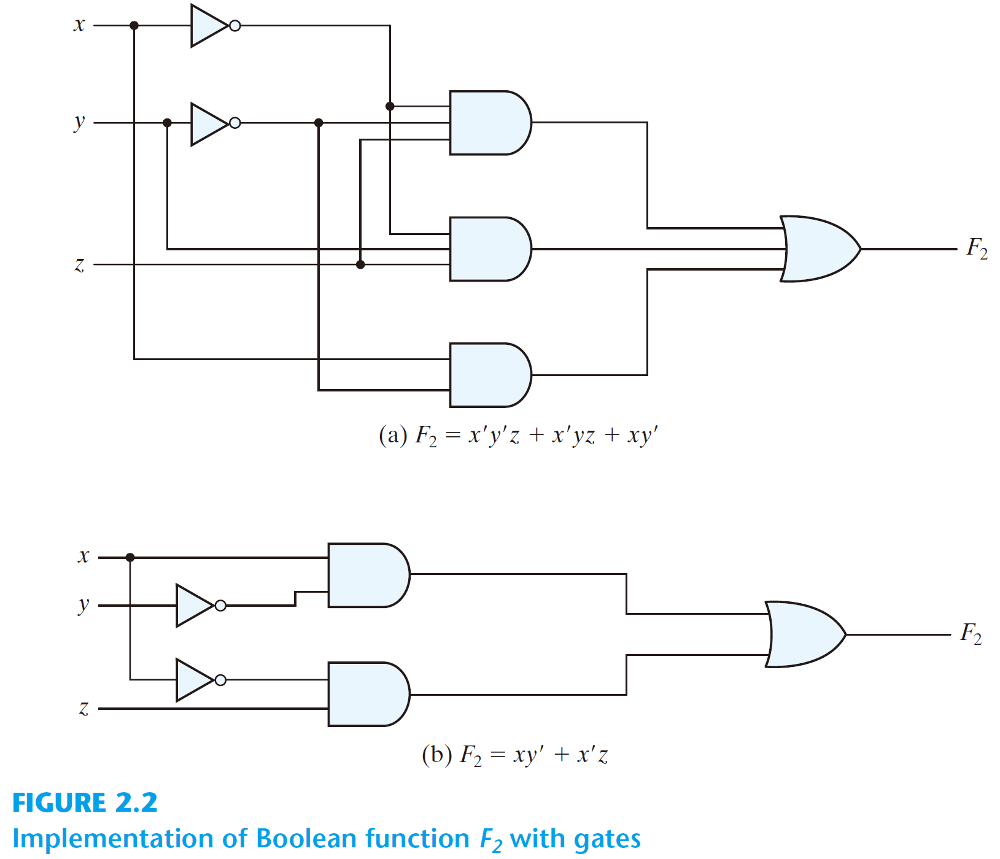 x
y
z
F₂
(a) F₂ = x′y′z + x′yz + xy′
x
y
z
F₂
(b) F₂ = xy′ + x′z
FIGURE 2.2
Implementation of Boolean function F₂ with gates